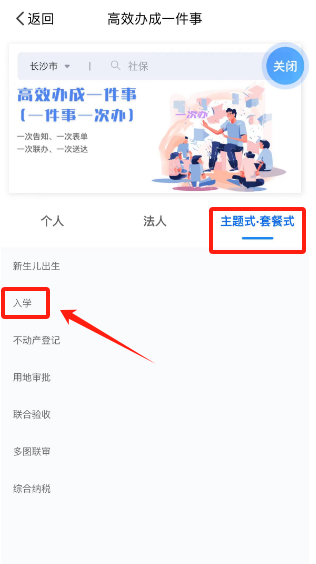 返回 高效办成一件事
长沙市 社保 关闭
高效办成一件事
(一件事一次办)
一次办
一次告知、一次表单
一次联办、一次送达
个人 法人 主题式·套餐式
新生儿出生
入学
不动产登记
用地审批
联合验收
多图联审
综合纳税